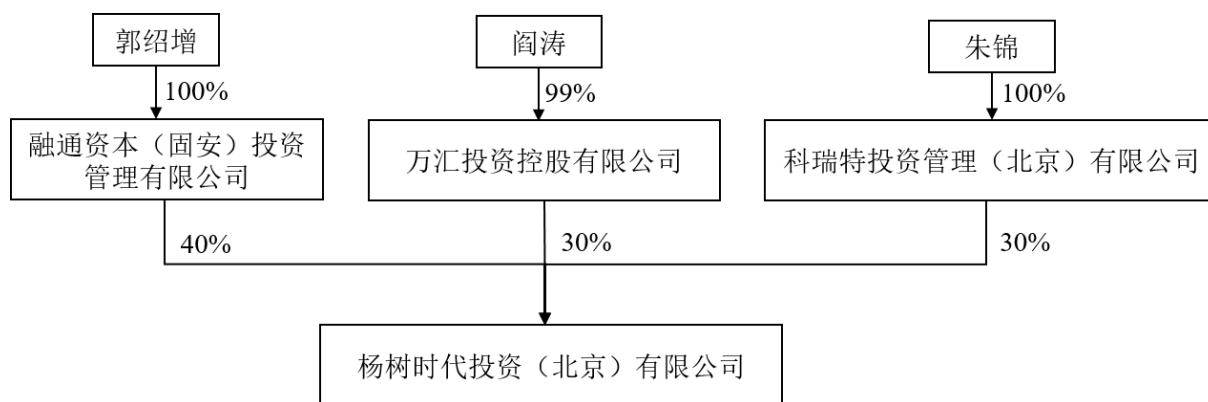 郭绍增
阎涛
朱锦
100%
99%
100%
融通资本（固安）投资
管理有限公司
万汇投资控股有限公司
科瑞特投资管理（北京）有限公司
40%
30%
30%
杨树时代投资（北京）有限公司